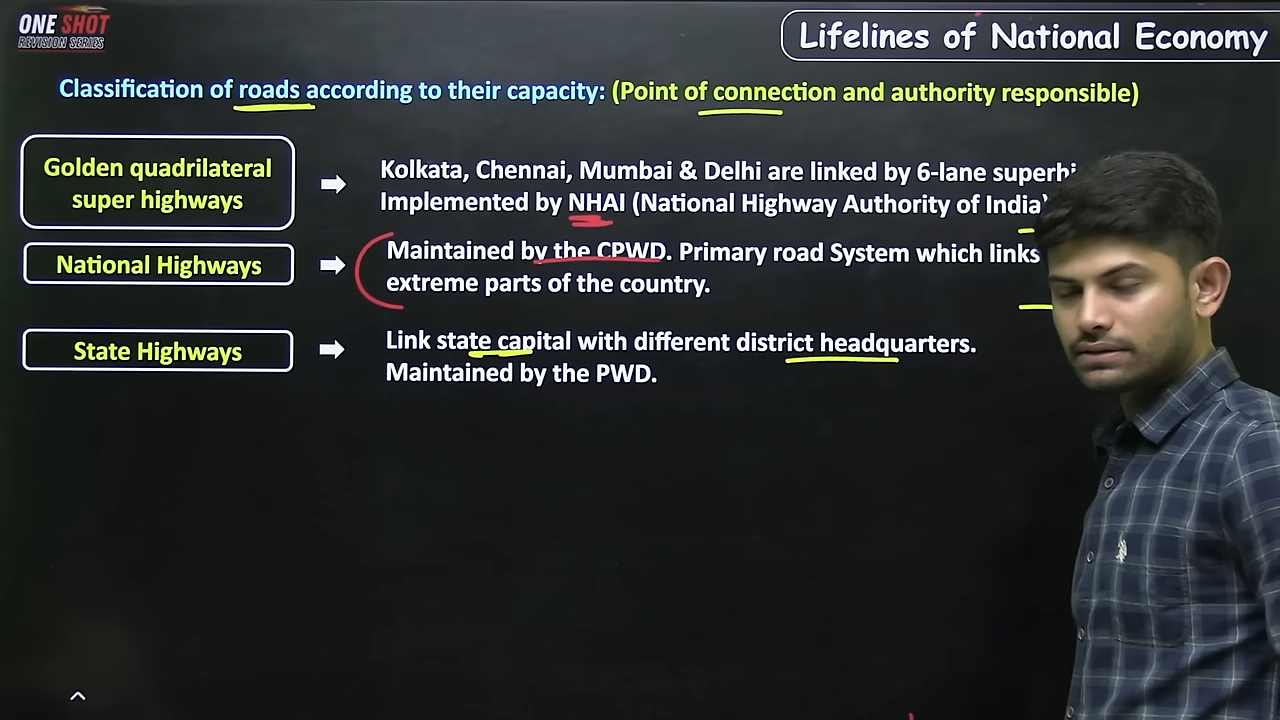 ONE SHOT
REVISION SERIES
Lifelines of National Economy
Classification of roads according to their capacity: (Point of connection and authority responsible)
Golden quadrilateral
super highways
Kolkata, Chennai, Mumbai & Delhi are linked by 6-lane
Implemented by NHAI (National Highway Authority of India)
National Highways
Maintained by the CPWD. Primary road System which links
extreme parts of the country.
State Highways
Link state capital with different district headquarters.
Maintained by the PWD.